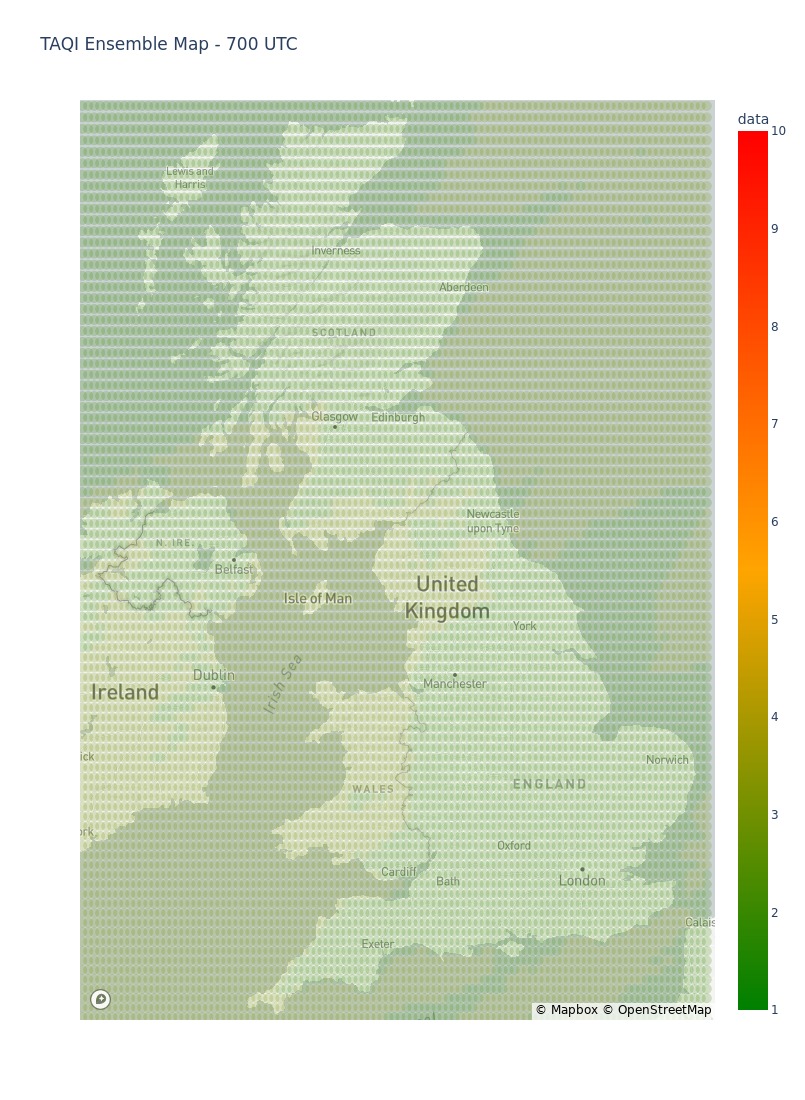 TAQI Ensemble Map - 700 UTC
data
10
9
8
7
6
5
4
3
2
1
Lewis and
Harris
Inverness
Aberdeen
SCOTLAND
Glasgow
Edinburgh
Newcastle
upon Tyne
N. IRE.
Belfast
Isle of Man
United
Kingdom
York
Dublin
Manchester
Ireland
Irish Sea
ick
Norwich
WALES
ENGLAND
rk
Oxford
Cardiff
Bath
London
Calais
Exeter
© Mapbox © OpenStreetMap